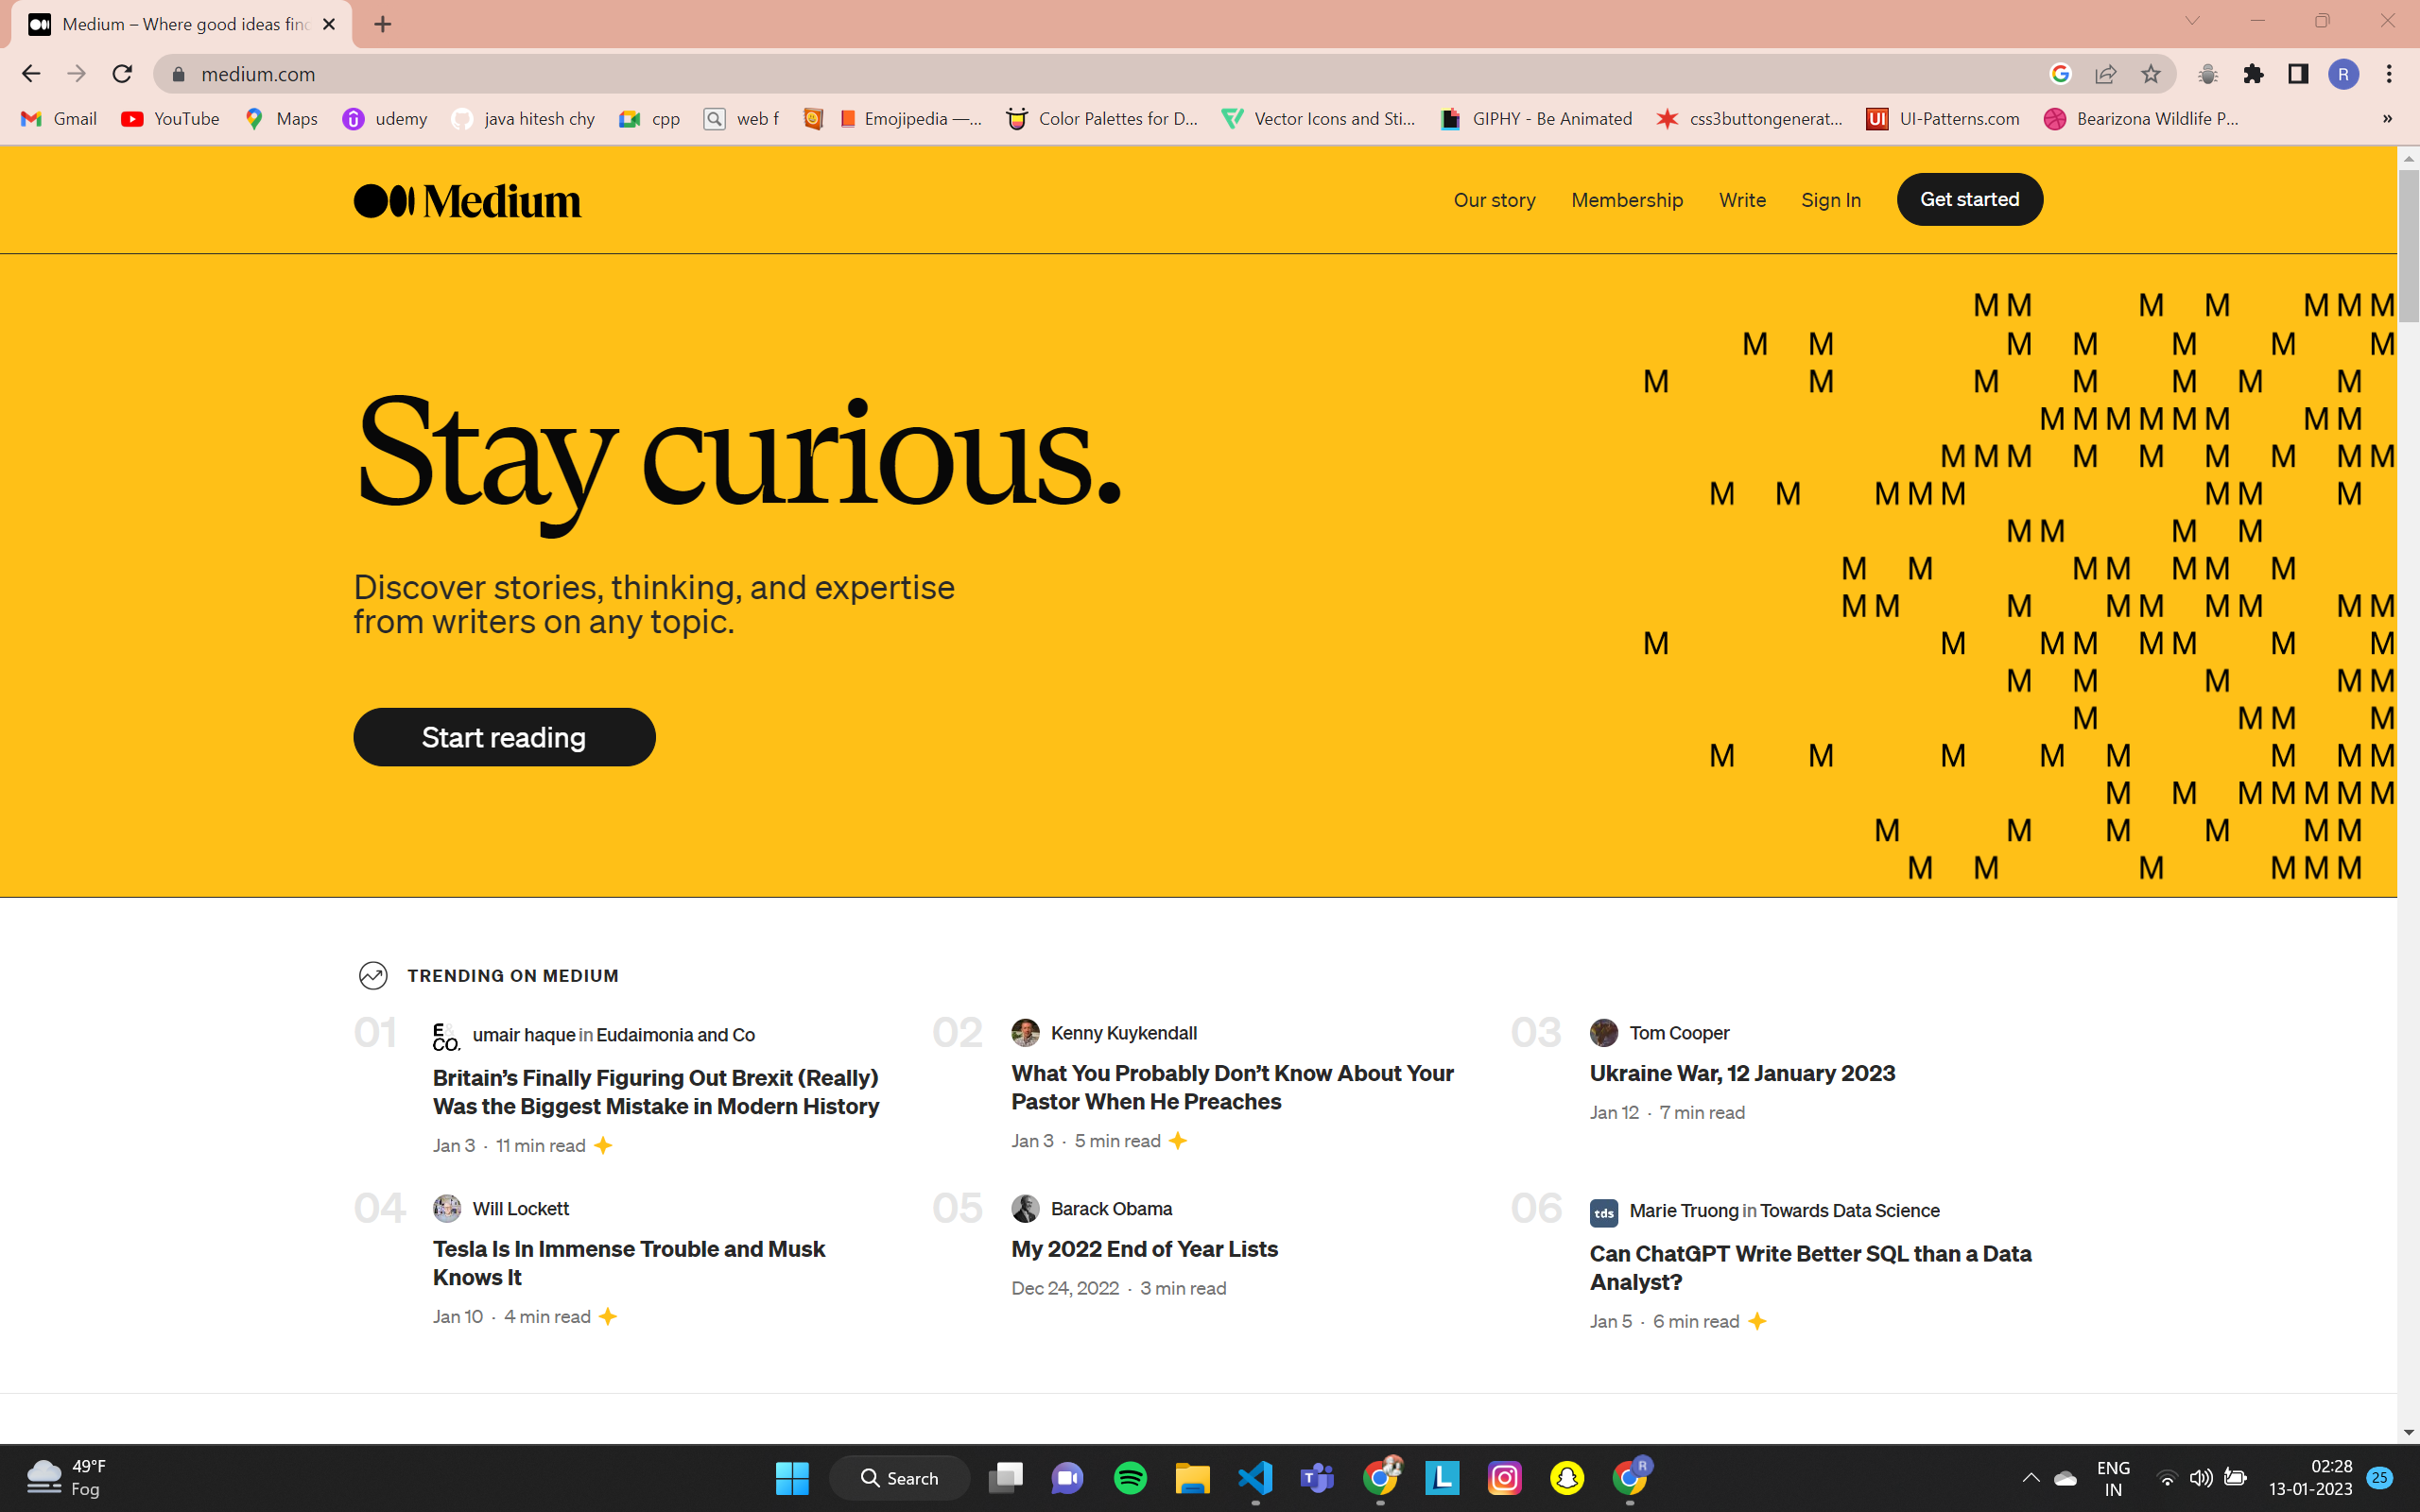 Medium – Where good ideas find
medium.com
R
Gmail YouTube Maps udemy java hitesh chy cpp web f Emojipedia —... Color Palettes for D... Vector Icons and Sti... GIPHY - Be Animated css3buttongenerat... UI UI-Patterns.com Bearizona Wildlife P... »
Medium
Our story Membership Write Sign In Get started
M M M M M M M
M M M M M M M
M M M M M M M
M M M M M M M M
M M M M M M M M M
M M M M M M M M
M M M M
M M M M M M M
M M M M M M M M M
M M M M M M M M
M M M M M
M M M M
M M M M M M M M
M M M M M M M
M M M M M M
M M M M M M
Stay curious.
Discover stories, thinking, and expertise
from writers on any topic.
Start reading
TRENDING ON MEDIUM
01
E&
CO.
umair haque in Eudaimonia and Co
Britain's Finally Figuring Out Brexit (Really)
Was the Biggest Mistake in Modern History
Jan 3 · 11 min read
02
Kenny Kuykendall
What You Probably Don't Know About Your
Pastor When He Preaches
Jan 3 · 5 min read
03
Tom Cooper
Ukraine War, 12 January 2023
Jan 12 · 7 min read
04
Will Lockett
Tesla Is In Immense Trouble and Musk
Knows It
Jan 10 · 4 min read
05
Barack Obama
My 2022 End of Year Lists
Dec 24, 2022 · 3 min read
06
tds
Marie Truong in Towards Data Science
Can ChatGPT Write Better SQL than a Data
Analyst?
Jan 5 · 6 min read
49°F
Fog
Search
T
L
R
ENG
IN
02:28
13-01-2023
25